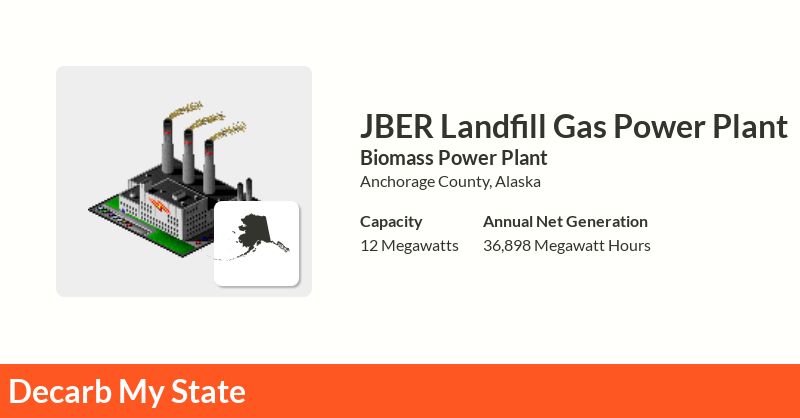 JBER Landfill Gas Power Plant
Biomass Power Plant
Anchorage County, Alaska
Capacity
12 Megawatts
Annual Net Generation
36,898 Megawatt Hours
Decarb My State